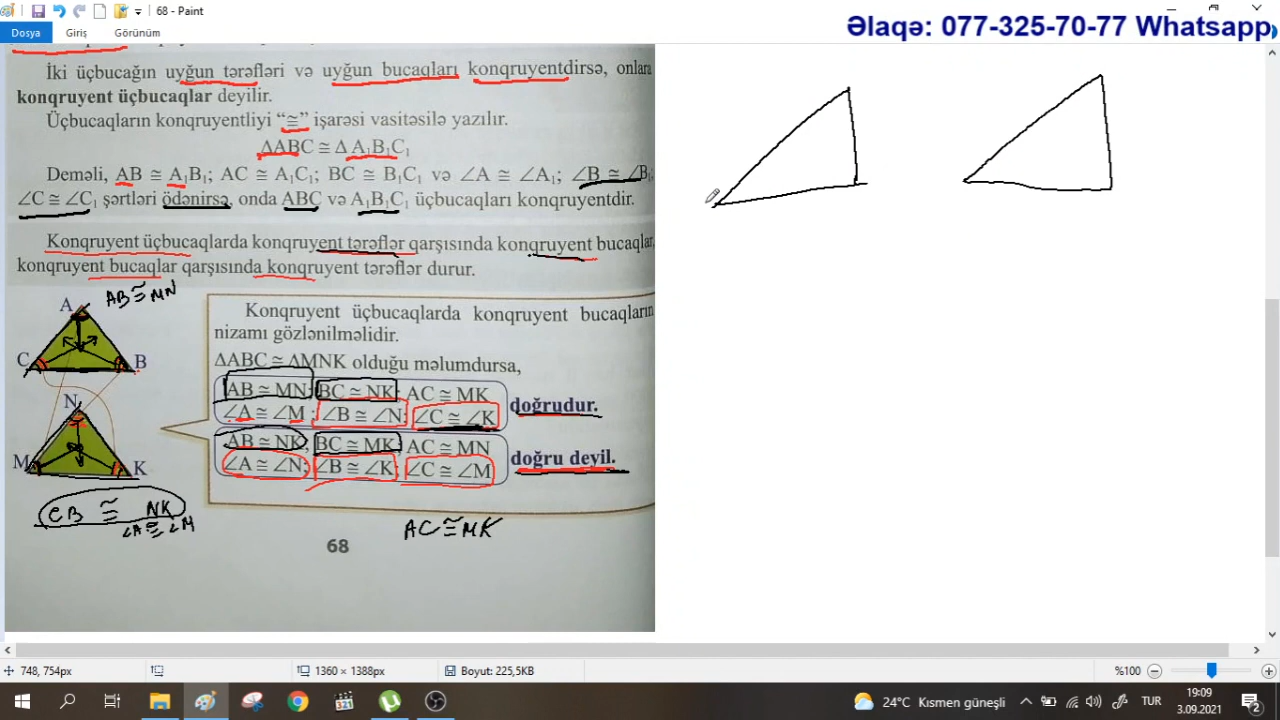 68 - Paint
Əlaqə: 077-325-70-77 Whatsapp
Dosya Giriş Görünüm
İki üçbucağın uyğun tərəfləri və uyğun bucaqları konqruyentdirsə, onlara
konqruyent üçbucaqlar deyilir.
Üçbucaqların konqruyentliyi “≅” işarəsi vasitəsilə yazılır.
ΔABC ≅ Δ A₁B₁C₁
Deməli, AB ≅ A₁B₁; AC ≅ A₁C₁; BC ≅ B₁C₁ və ∠A ≅ ∠A₁; ∠B ≅ ∠B₁,
∠C ≅ ∠C₁ şərtləri ödənirsə, onda ABC və A₁B₁C₁ üçbucaqları konqruyentdir.
Konqruyent üçbucaqlarda konqruyent tərəflər qarşısında konqruyent bucaqlar,
konqruyent bucaqlar qarşısında konqruyent tərəflər durur.
AB ≅ MN
A
C B
N
M K
CB ≅ NK
∠A ≅ ∠M
Konqruyent üçbucaqlarda konqruyent bucaqların
nizamı gözlənilməlidir.
ΔABC ≅ ΔMNK olduğu məlumdursa,
AB ≅ MN; BC ≅ NK; AC ≅ MK
∠A ≅ ∠M ; ∠B ≅ ∠N; ∠C ≅ ∠K
doğrudur.
AB ≅ NK; BC ≅ MK; AC ≅ MN
∠A ≅ ∠N; ∠B ≅ ∠K; ∠C ≅ ∠M
doğru deyil.
AC ≅ MK
68
748, 754px 1360 × 1388px Boyut: 225,5KB %100
24°C Kısmen güneşli TUR 19:09
3.09.2021 2